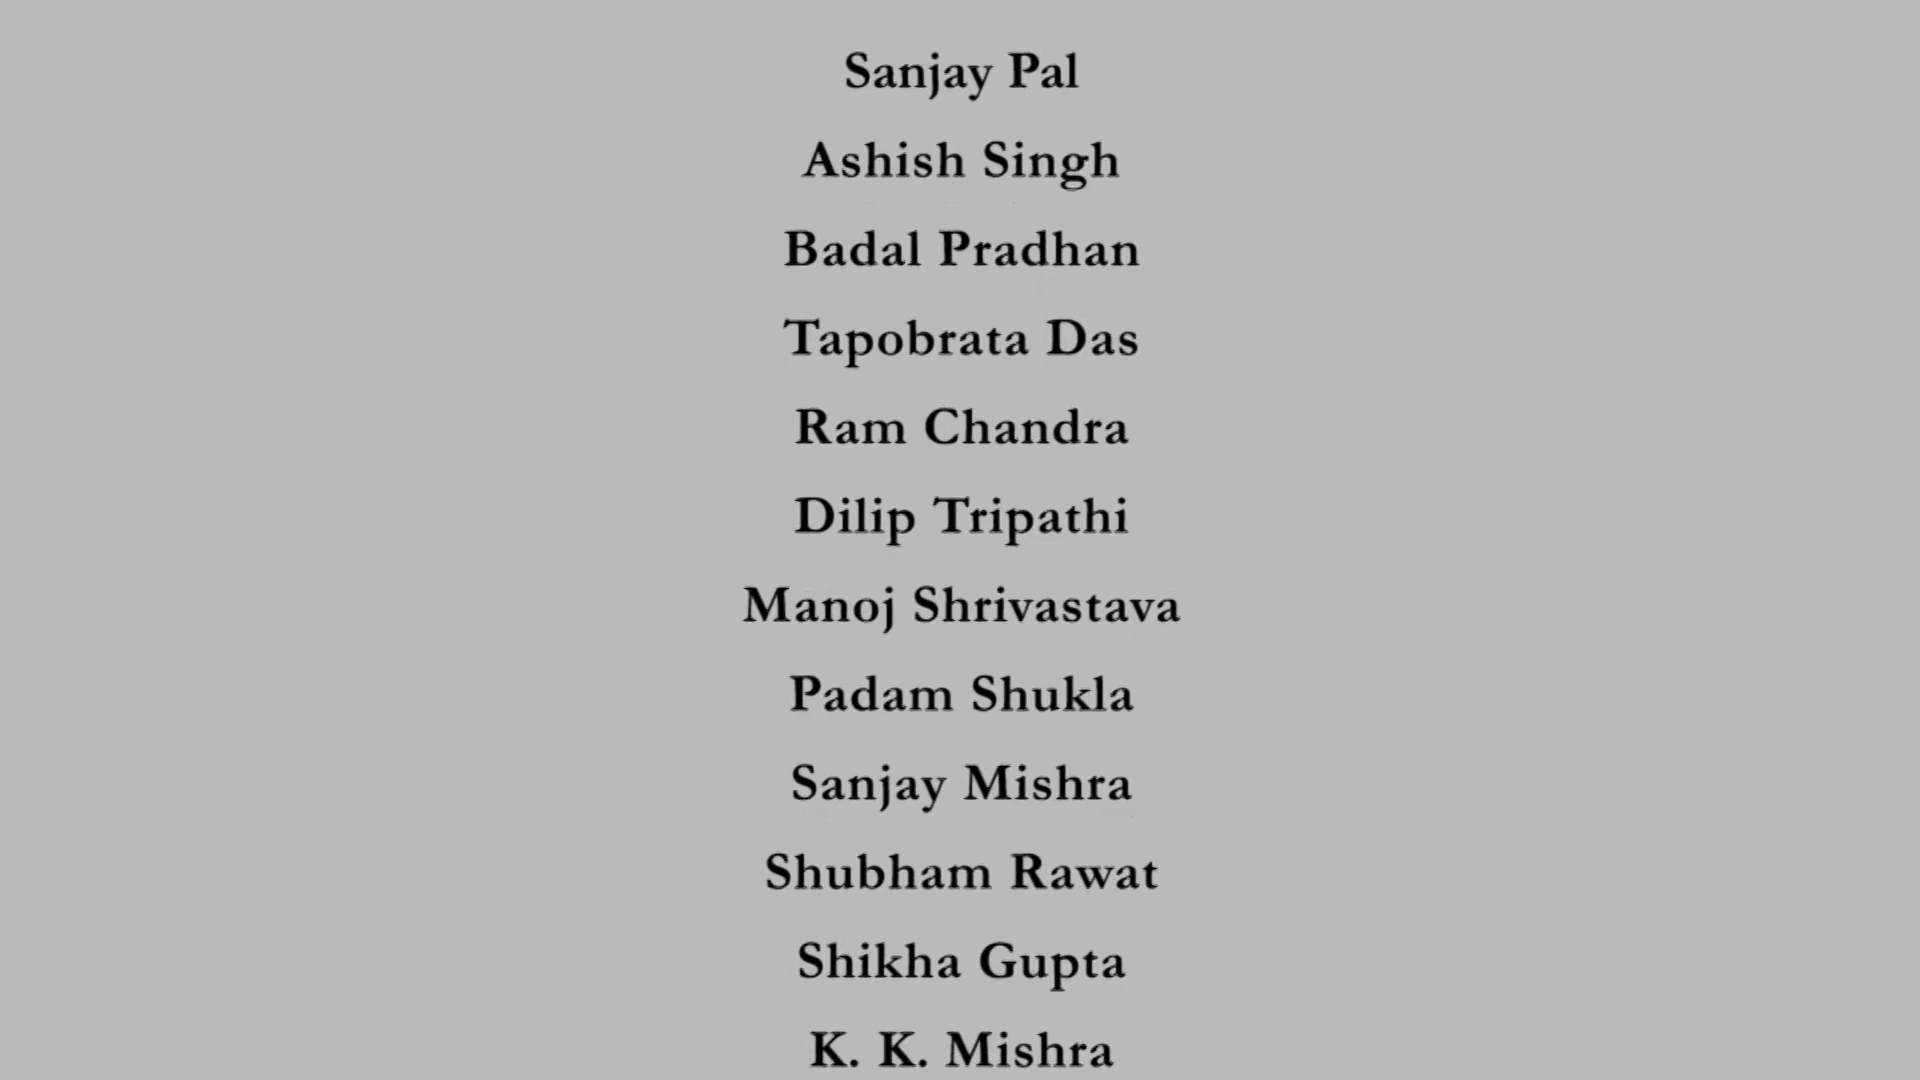 Sanjay Pal
Ashish Singh
Badal Pradhan
Tapobrata Das
Ram Chandra
Dilip Tripathi
Manoj Shrivastava
Padam Shukla
Sanjay Mishra
Shubham Rawat
Shikha Gupta
K. K. Mishra